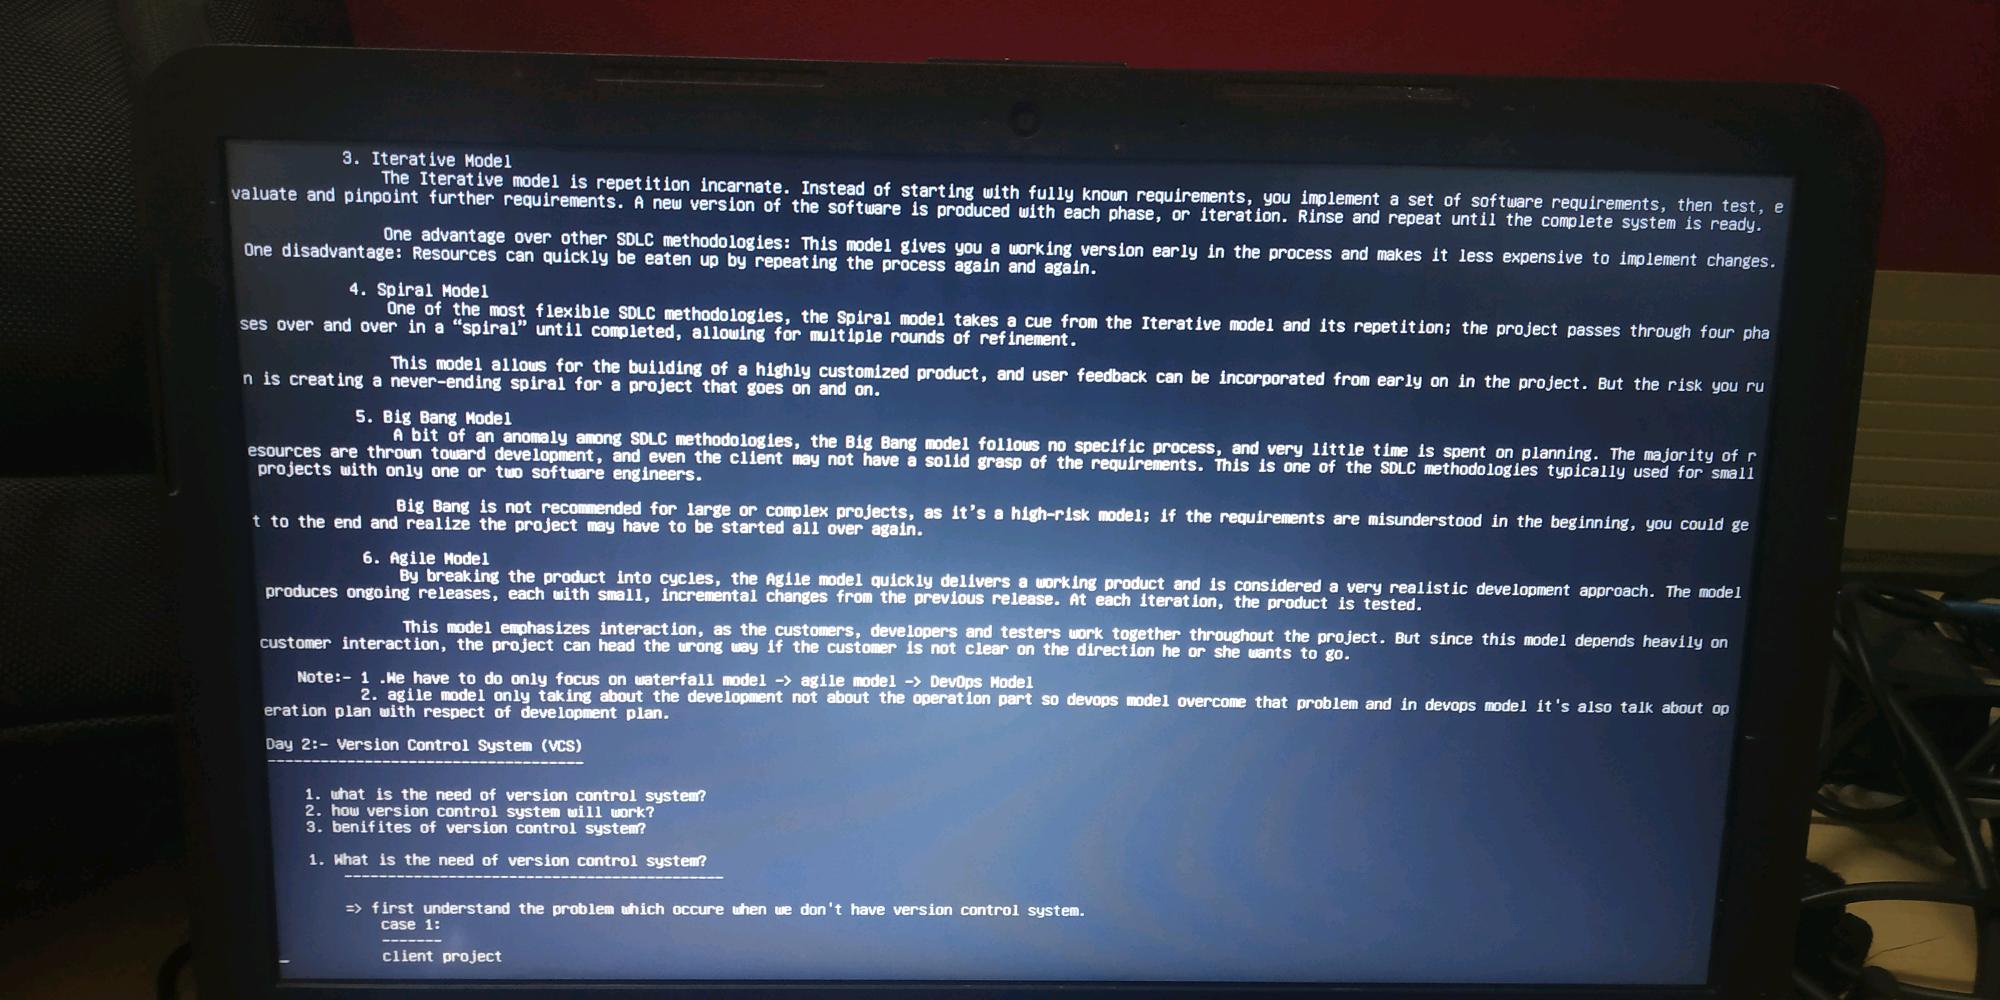 3. Iterative Model
The Iterative model is repetition incarnate. Instead of starting with fully known requirements, you implement a set of software requirements, then test, e
valuate and pinpoint further requirements. A new version of the software is produced with each phase, or iteration. Rinse and repeat until the complete system is ready.
One advantage over other SDLC methodologies: This model gives you a working version early in the process and makes it less expensive to implement changes.
One disadvantage: Resources can quickly be eaten up by repeating the process again and again.
4. Spiral Model
One of the most flexible SDLC methodologies, the Spiral model takes a cue from the Iterative model and its repetition; the project passes through four pha
ses over and over in a “spiral” until completed, allowing for multiple rounds of refinement.
This model allows for the building of a highly customized product, and user feedback can be incorporated from early on in the project. But the risk you ru
n is creating a never-ending spiral for a project that goes on and on.
5. Big Bang Model
A bit of an anomaly among SDLC methodologies, the Big Bang model follows no specific process, and very little time is spent on planning. The majority of r
esources are thrown toward development, and even the client may not have a solid grasp of the requirements. This is one of the SDLC methodologies typically used for small
projects with only one or two software engineers.
Big Bang is not recommended for large or complex projects, as it’s a high-risk model; if the requirements are misunderstood in the beginning, you could ge
t to the end and realize the project may have to be started all over again.
6. Agile Model
By breaking the product into cycles, the Agile model quickly delivers a working product and is considered a very realistic development approach. The model
produces ongoing releases, each with small, incremental changes from the previous release. At each iteration, the product is tested.
This model emphasizes interaction, as the customers, developers and testers work together throughout the project. But since this model depends heavily on
customer interaction, the project can head the wrong way if the customer is not clear on the direction he or she wants to go.
Note:- 1 .We have to do only focus on waterfall model -> agile model -> DevOps Model
2. agile model only taking about the development not about the operation part so devops model overcome that problem and in devops model it's also talk about op
eration plan with respect of development plan.
Day 2:- Version Control System (VCS)
------------------------------------
1. what is the need of version control system?
2. how version control system will work?
3. benifites of version control system?
1. What is the need of version control system?
-------------------------------------------
=> first understand the problem which occure when we don't have version control system.
case 1:
-------
client project